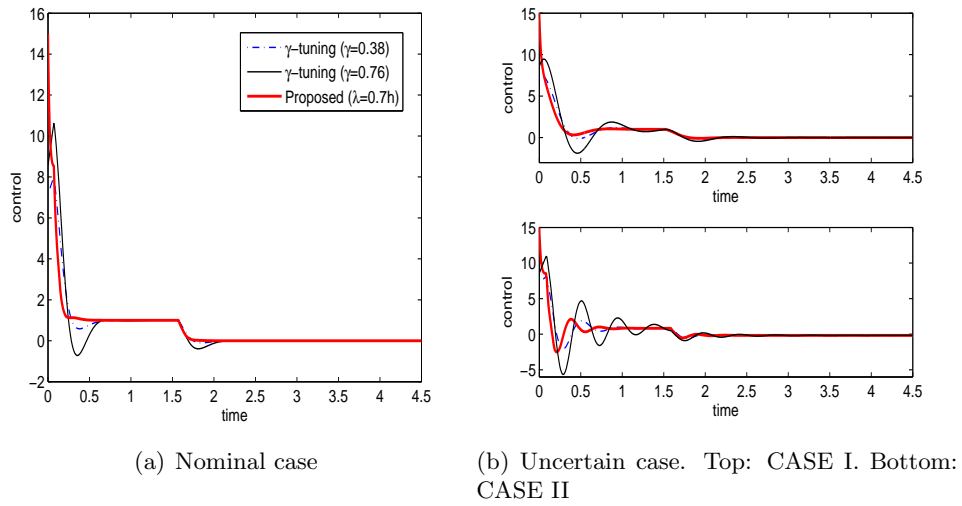 16
14
12
10
8
6
4
2
0
−2
control
0 0.5 1 1.5 2 2.5 3 3.5 4 4.5
time
γ−tuning (γ=0.38)
γ−tuning (γ=0.76)
Proposed (λ=0.7h)
(a) Nominal case
15
10
5
0
control
0 0.5 1 1.5 2 2.5 3 3.5 4 4.5
time
15
10
5
0
−5
control
0 0.5 1 1.5 2 2.5 3 3.5 4 4.5
time
(b) Uncertain case. Top: CASE I. Bottom:
CASE II